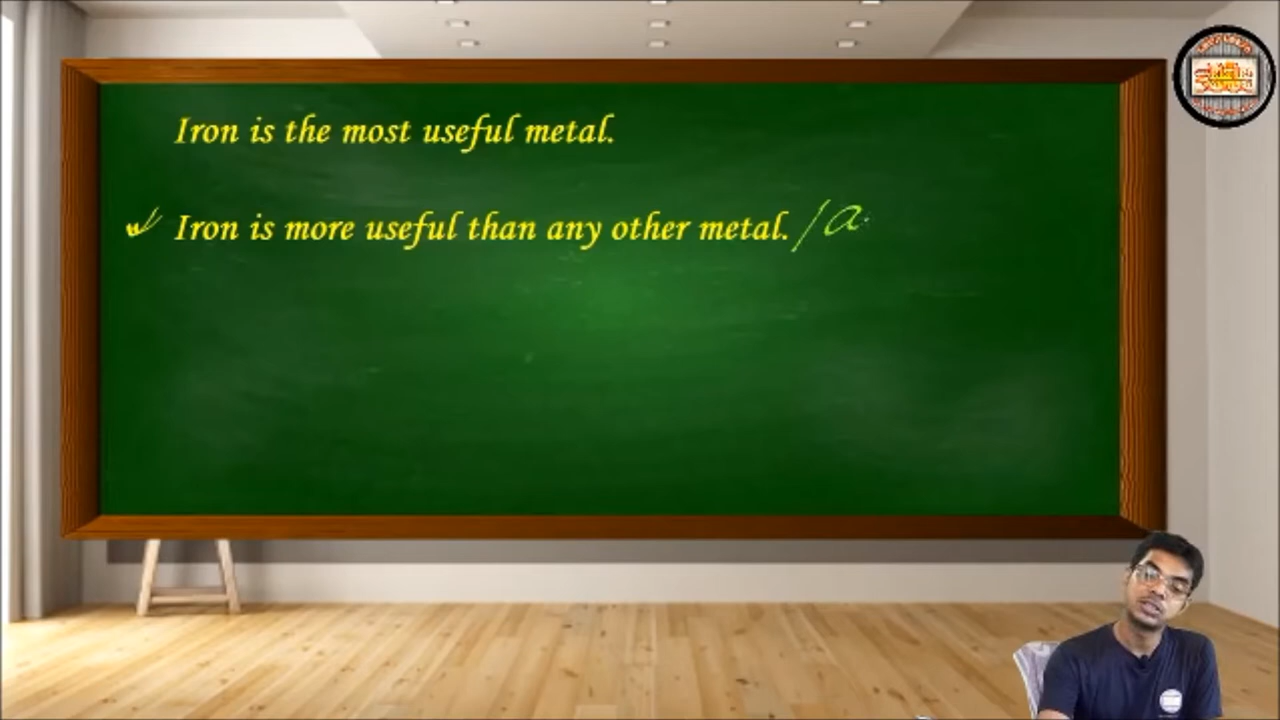 Iron is the most useful metal.
Iron is more useful than any other metal. /a